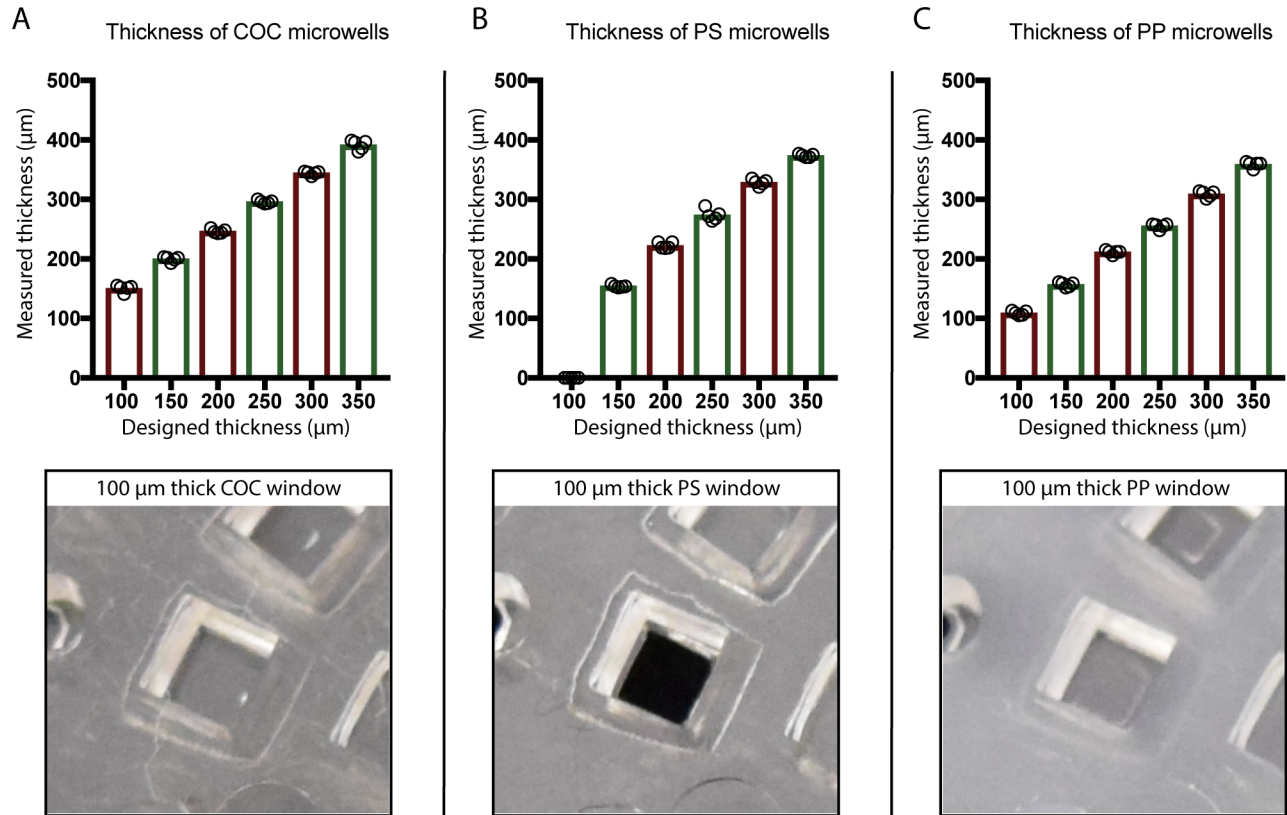 A
Thickness of COC microwells
Measured thickness (µm)
500
400
300
200
100
0
100 150 200 250 300 350
Designed thickness (µm)
100 µm thick COC window
B
Thickness of PS microwells
Measured thickness (µm)
500
400
300
200
100
0
100 150 200 250 300 350
Designed thickness (µm)
100 µm thick PS window
C
Thickness of PP microwells
Measured thickness (µm)
500
400
300
200
100
0
100 150 200 250 300 350
Designed thickness (µm)
100 µm thick PP window